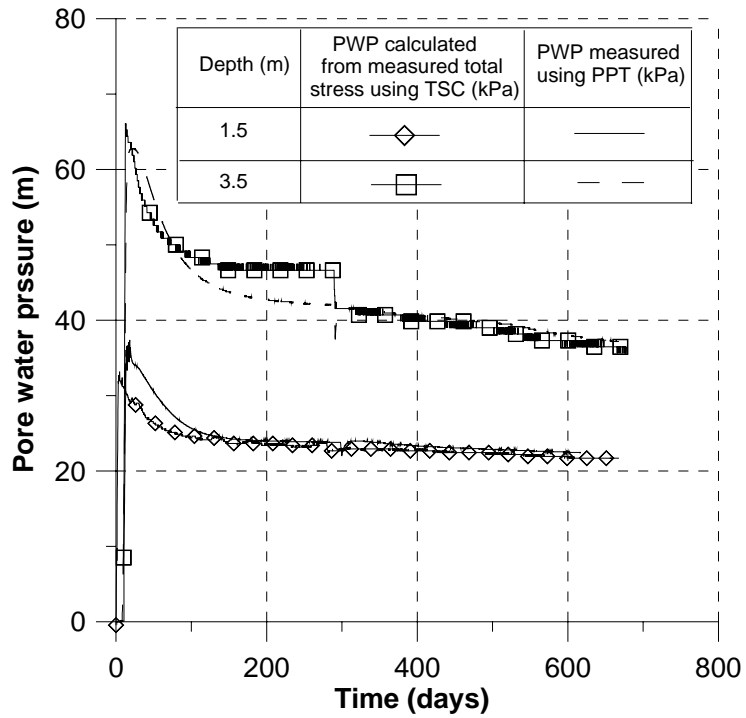 80
60
40
20
0
Pore water prssure (m)
Depth (m)
PWP calculated
from measured total
stress using TSC (kPa)
PWP measured
using PPT (kPa)
1.5
3.5
0 200 400 600 800
Time (days)